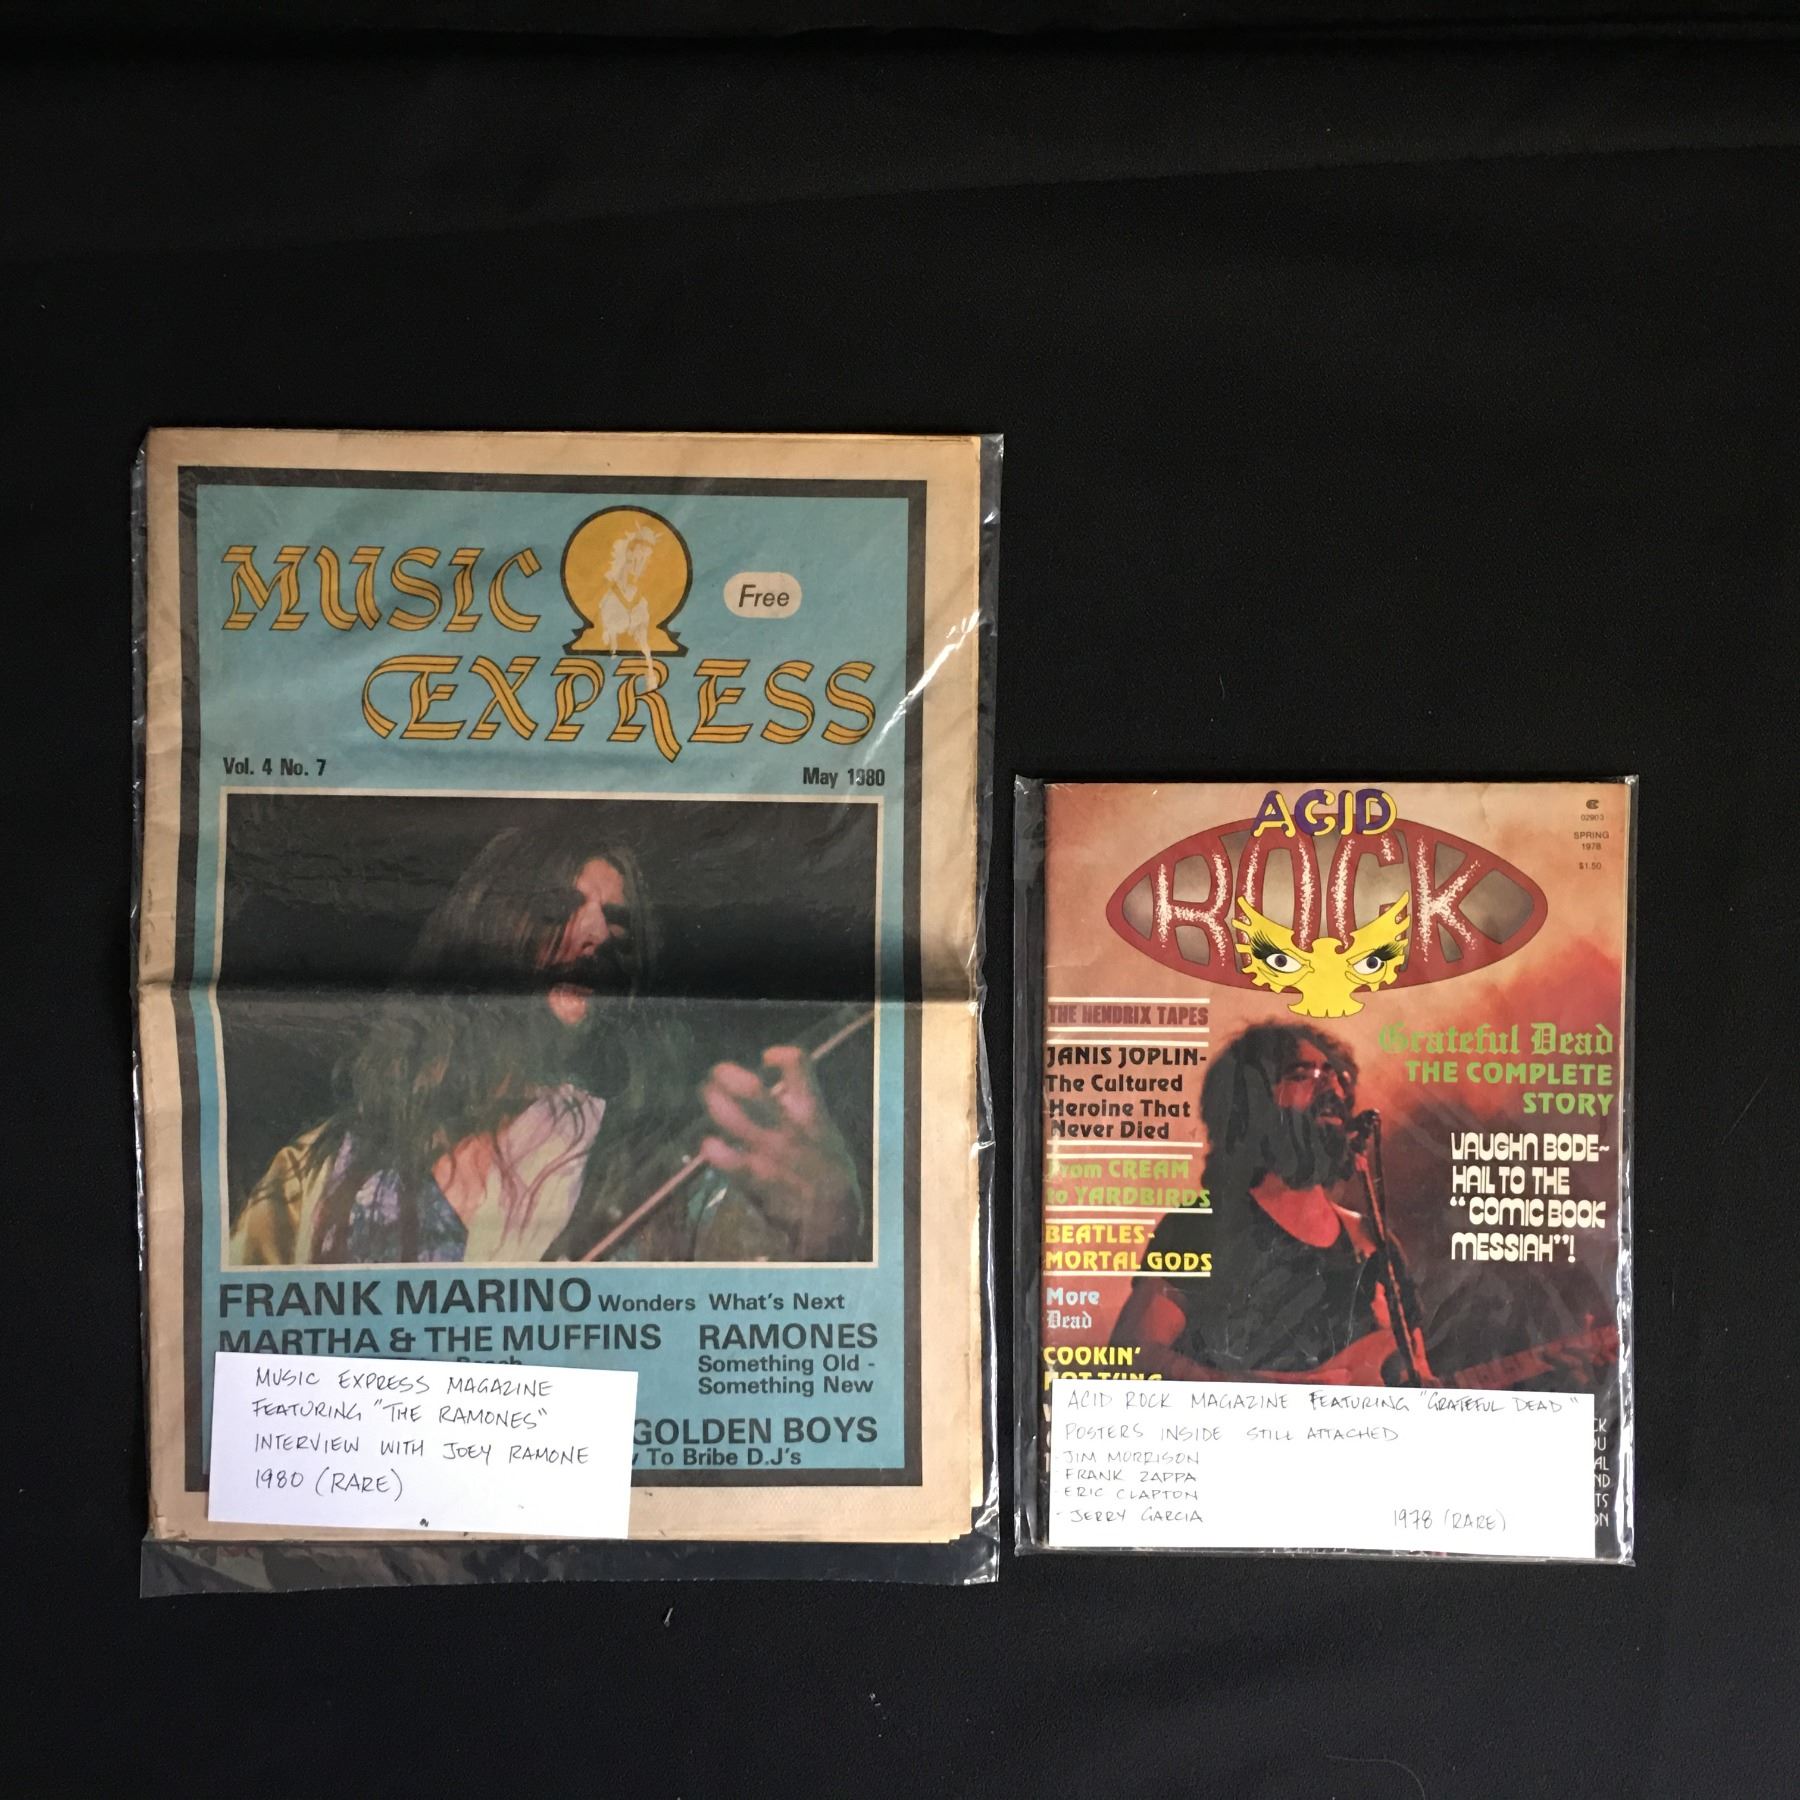 MUSIC
Free
EXPRESS
Vol. 4 No. 7
May 1980
FRANK MARINO Wonders What's Next
MARTHA & THE MUFFINS
RAMONES
Something Old -
Something New
GOLDEN BOYS
To Bribe D.J's
MUSIC EXPRESS MAGAZINE
FEATURING "THE RAMONES"
INTERVIEW WITH JOEY RAMONE
1980 (RARE)
ACID
ROCK
02903
SPRING
1978
$1.50
THE HENDRIX TAPES
JANIS JOPLIN-
The Cultured
Heroine That
Never Died
From CREAM
to YARDBIRDS
BEATLES-
MORTAL GODS
More
Dead
COOKIN'
Grateful Dead
THE COMPLETE
STORY
VAUGHN BODE~
HAIL TO THE
"COMIC BOOK
MESSIAH"!
ACID ROCK MAGAZINE FEATURING "GRATEFUL DEAD"
POSTERS INSIDE STILL ATTACHED
- JIM MORRISON
- FRANK ZAPPA
- ERIC CLAPTON
- JERRY GARCIA
1978 (RARE)